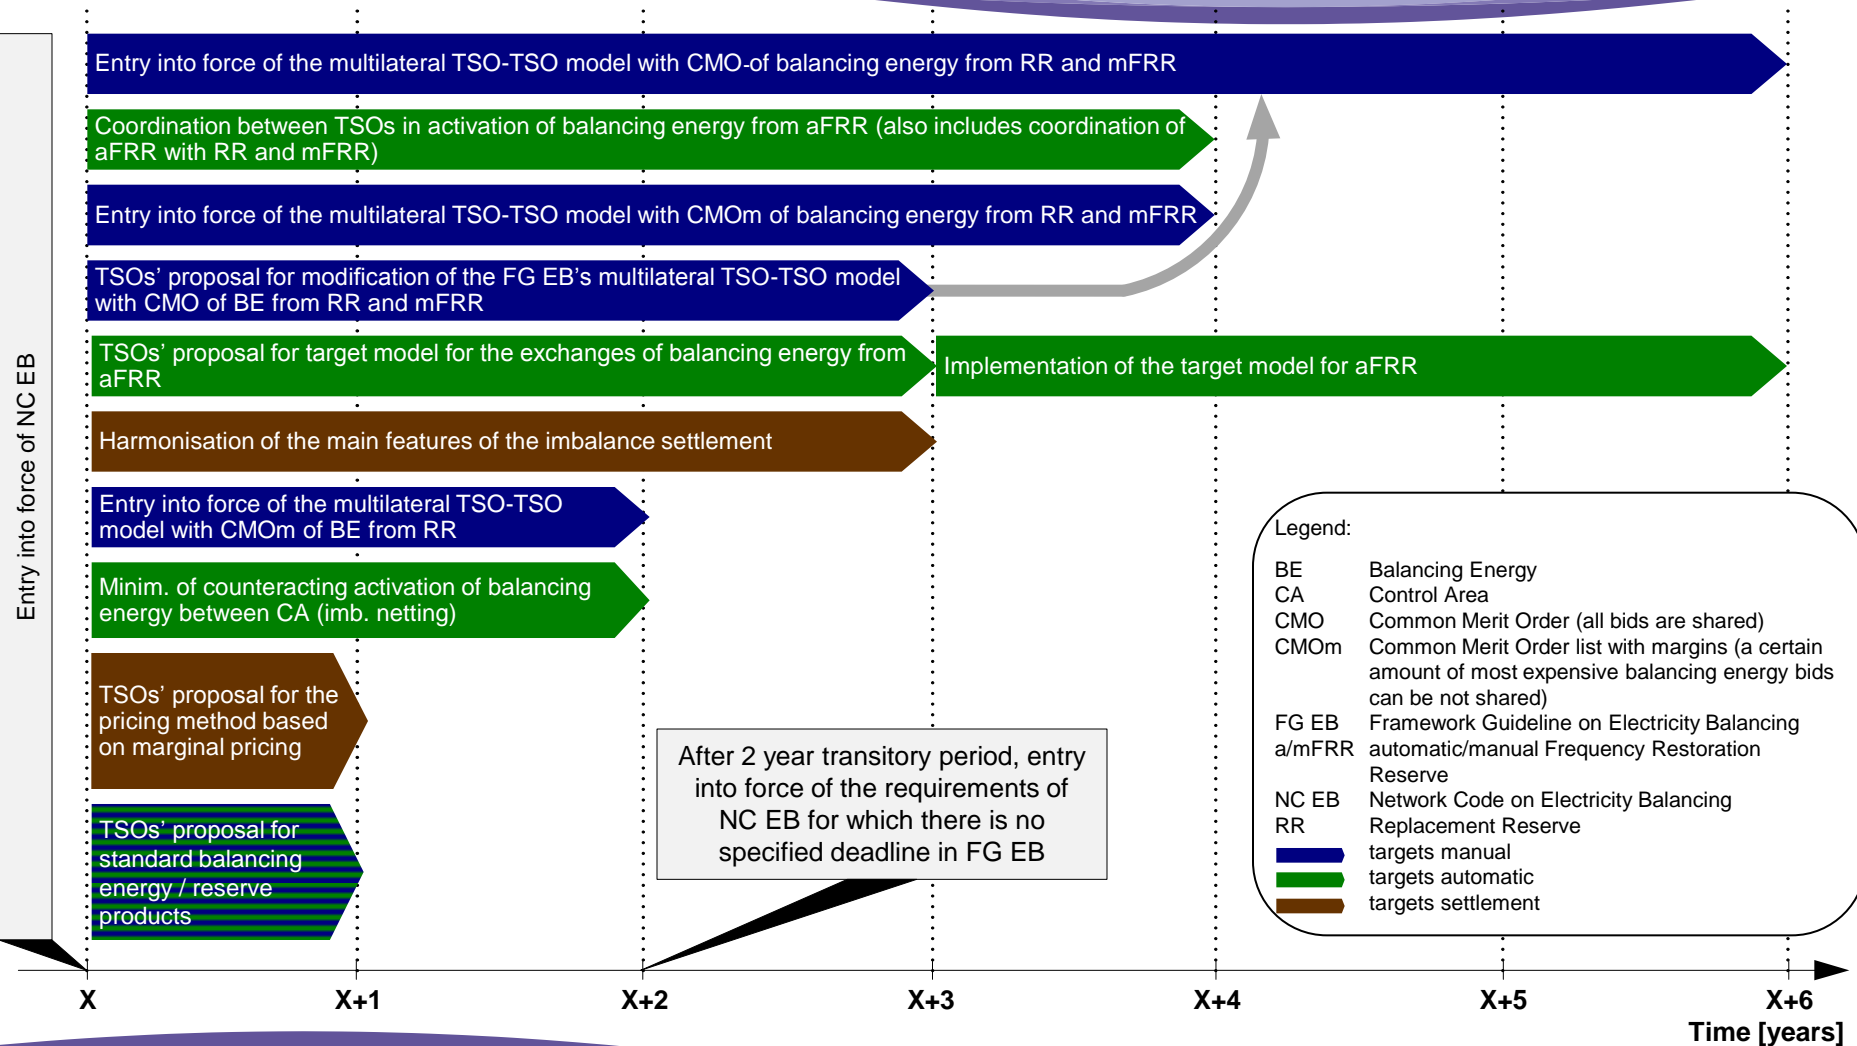 Entry into force of NC EB
Entry into force of the multilateral TSO-TSO model with CMO-of balancing energy from RR and mFRR
Coordination between TSOs in activation of balancing energy from aFRR (also includes coordination of
aFRR with RR and mFRR)
Entry into force of the multilateral TSO-TSO model with CMOm of balancing energy from RR and mFRR
TSOs’ proposal for modification of the FG EB’s multilateral TSO-TSO model
with CMO of BE from RR and mFRR
TSOs’ proposal for target model for the exchanges of balancing energy from
aFRR
Implementation of the target model for aFRR
Harmonisation of the main features of the imbalance settlement
Entry into force of the multilateral TSO-TSO
model with CMOm of BE from RR
Minim. of counteracting activation of balancing
energy between CA (imb. netting)
TSOs’ proposal for the
pricing method based
on marginal pricing
TSOs’ proposal for
standard balancing
energy / reserve
products
After 2 year transitory period, entry
into force of the requirements of
NC EB for which there is no
specified deadline in FG EB
Legend:
BE Balancing Energy
CA Control Area
CMO Common Merit Order (all bids are shared)
CMOm Common Merit Order list with margins (a certain
amount of most expensive balancing energy bids
can be not shared)
FG EB Framework Guideline on Electricity Balancing
a/mFRR automatic/manual Frequency Restoration
Reserve
NC EB Network Code on Electricity Balancing
RR Replacement Reserve
targets manual
targets automatic
targets settlement
X X+1 X+2 X+3 X+4 X+5 X+6
Time [years]